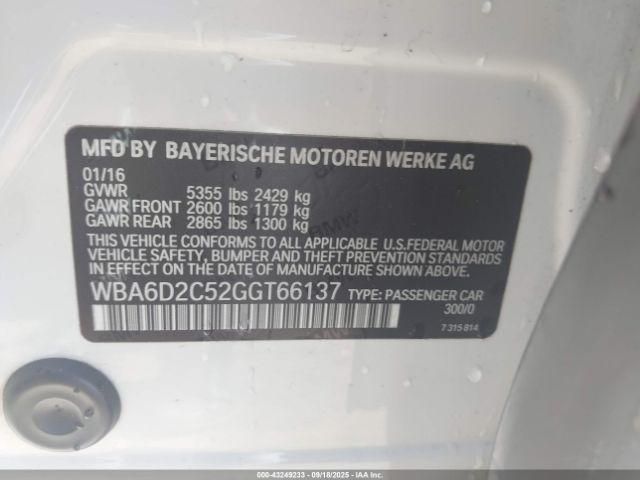 MFD BY BAYERISCHE MOTOREN WERKE AG
01/16
GVWR 5355 lbs 2429 kg
GAWR FRONT 2600 lbs 1179 kg
GAWR REAR 2865 lbs 1300 kg
THIS VEHICLE CONFORMS TO ALL APPLICABLE U.S.FEDERAL MOTOR
VEHICLE SAFETY, BUMPER AND THEFT PREVENTION STANDARDS
IN EFFECT ON THE DATE OF MANUFACTURE SHOWN ABOVE.
WBA6D2C52GGT66137 TYPE: PASSENGER CAR
300/0
7 315 814
000-43249233 - 09/18/2025 - IAA Inc.